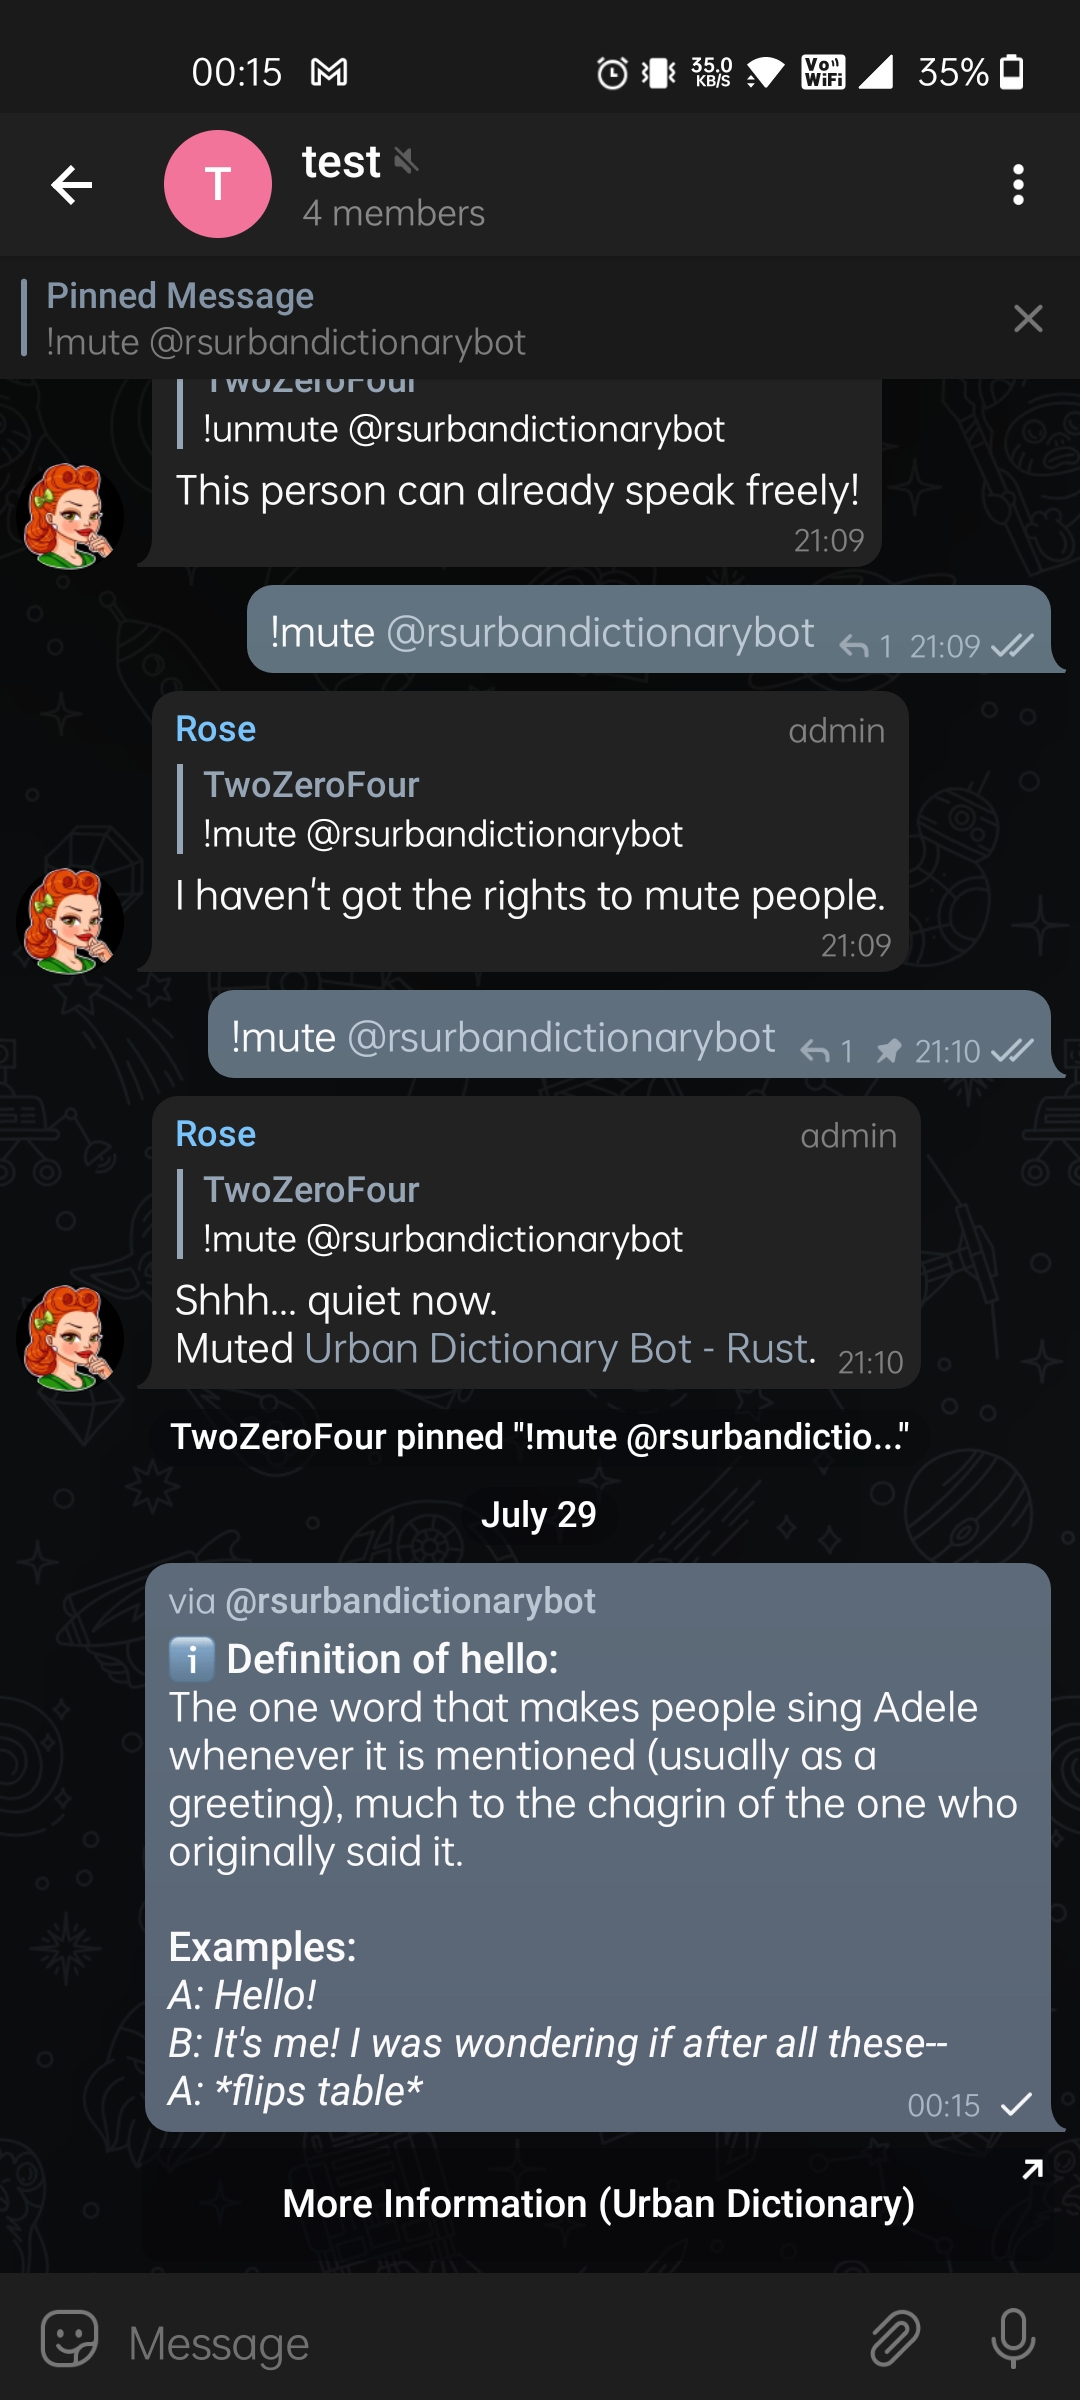 00:15
35.0
KB/S
Vo
WiFi
35%
T
test
4 members
Pinned Message
!mute @rsurbandictionarybot
TwoZeroFour
!unmute @rsurbandictionarybot
This person can already speak freely!
21:09
!mute @rsurbandictionarybot 1 21:09
Rose admin
TwoZeroFour
!mute @rsurbandictionarybot
I haven't got the rights to mute people.
21:09
!mute @rsurbandictionarybot 1 21:10
Rose admin
TwoZeroFour
!mute @rsurbandictionarybot
Shhh... quiet now.
Muted Urban Dictionary Bot - Rust. 21:10
TwoZeroFour pinned "!mute @rsurbandictio..."
July 29
via @rsurbandictionarybot
ℹ️ Definition of hello:
The one word that makes people sing Adele
whenever it is mentioned (usually as a
greeting), much to the chagrin of the one who
originally said it.
Examples:
A: Hello!
B: It's me! I was wondering if after all these--
A: *flips table*
00:15
More Information (Urban Dictionary)
Message